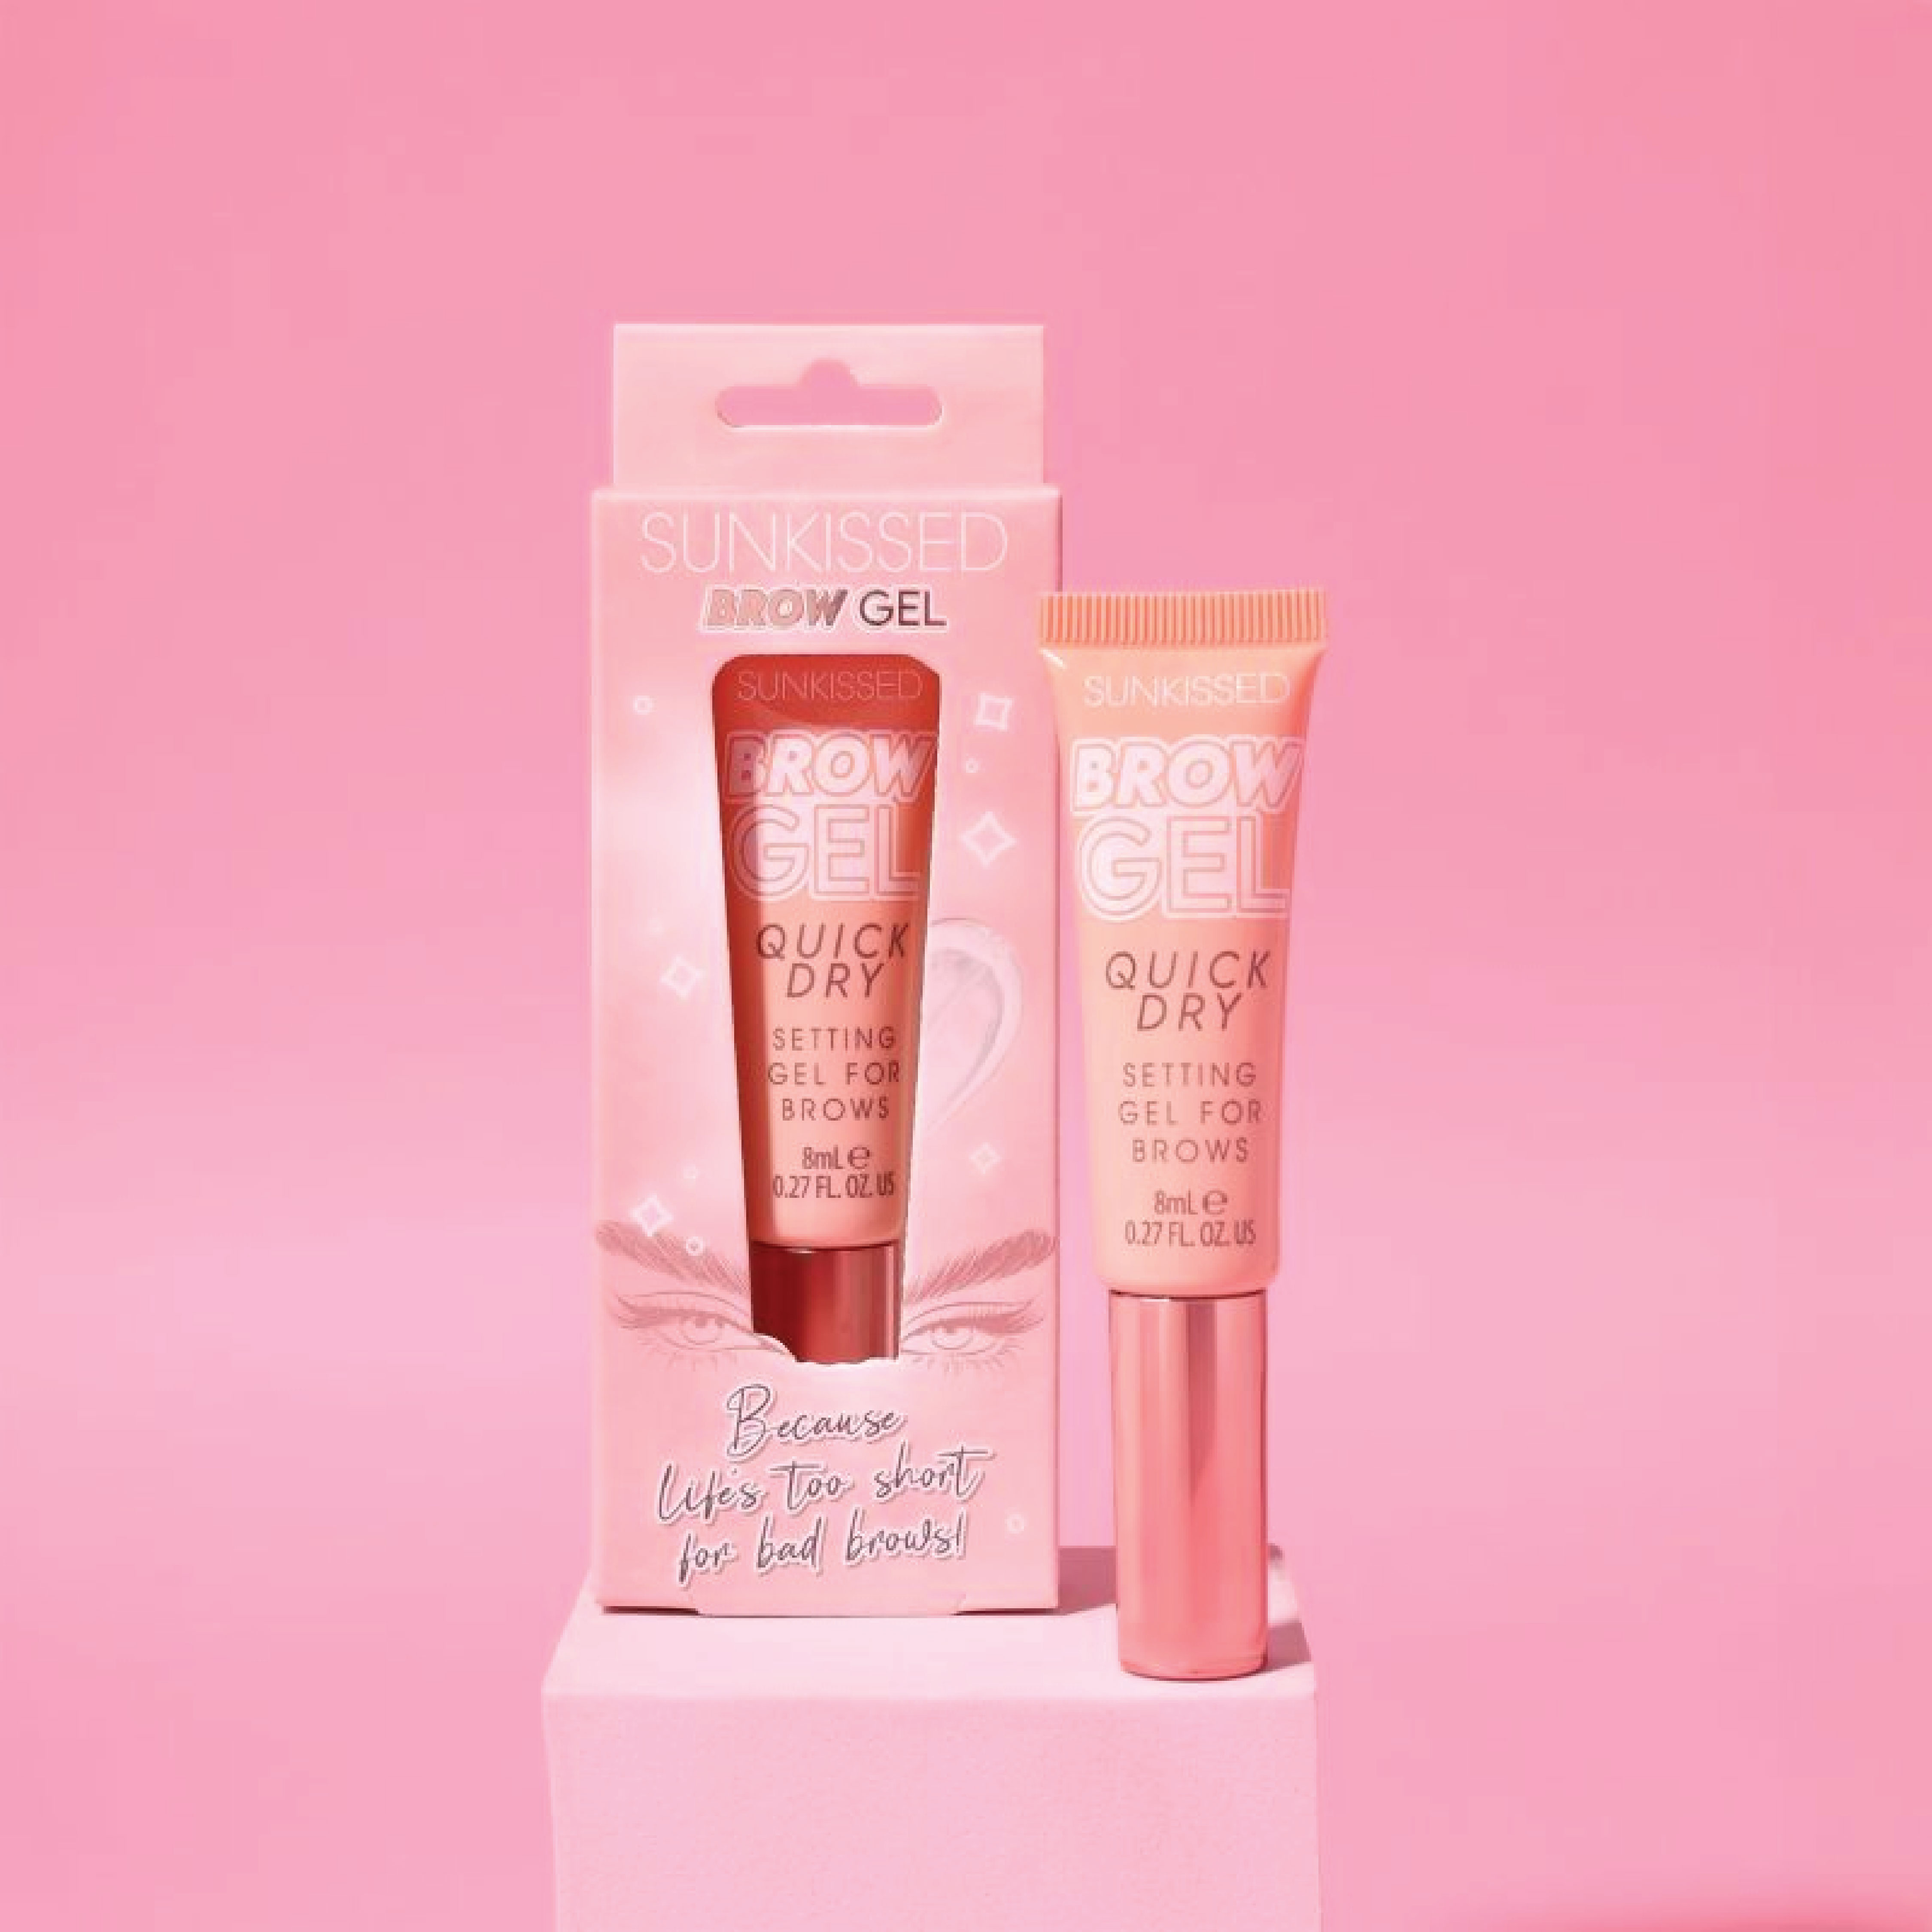 SUNKISSED
BROW GEL
SUNKISSED
BROW
GEL
QUICK
DRY
SETTING
GEL FOR
BROWS
8mL ℮
0.27 FL. OZ. US
Because
life's too short
for bad brows!
SUNKISSED
BROW
GEL
QUICK
DRY
SETTING
GEL FOR
BROWS
8mL ℮
0.27 FL. OZ. US